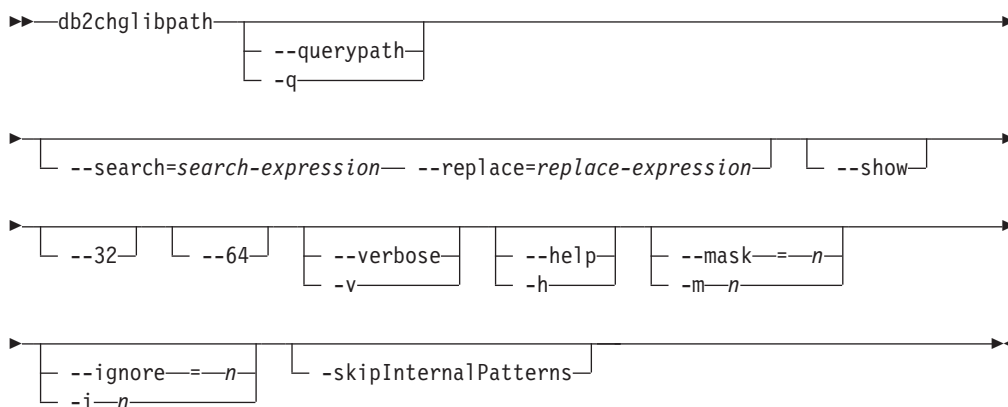 db2chglibpath
--querypath
-q
--search=search-expression --replace=replace-expression --show
--32 --64 --verbose --help --mask = n
-v -h -m n
--ignore = n -skipInternalPatterns
-i n